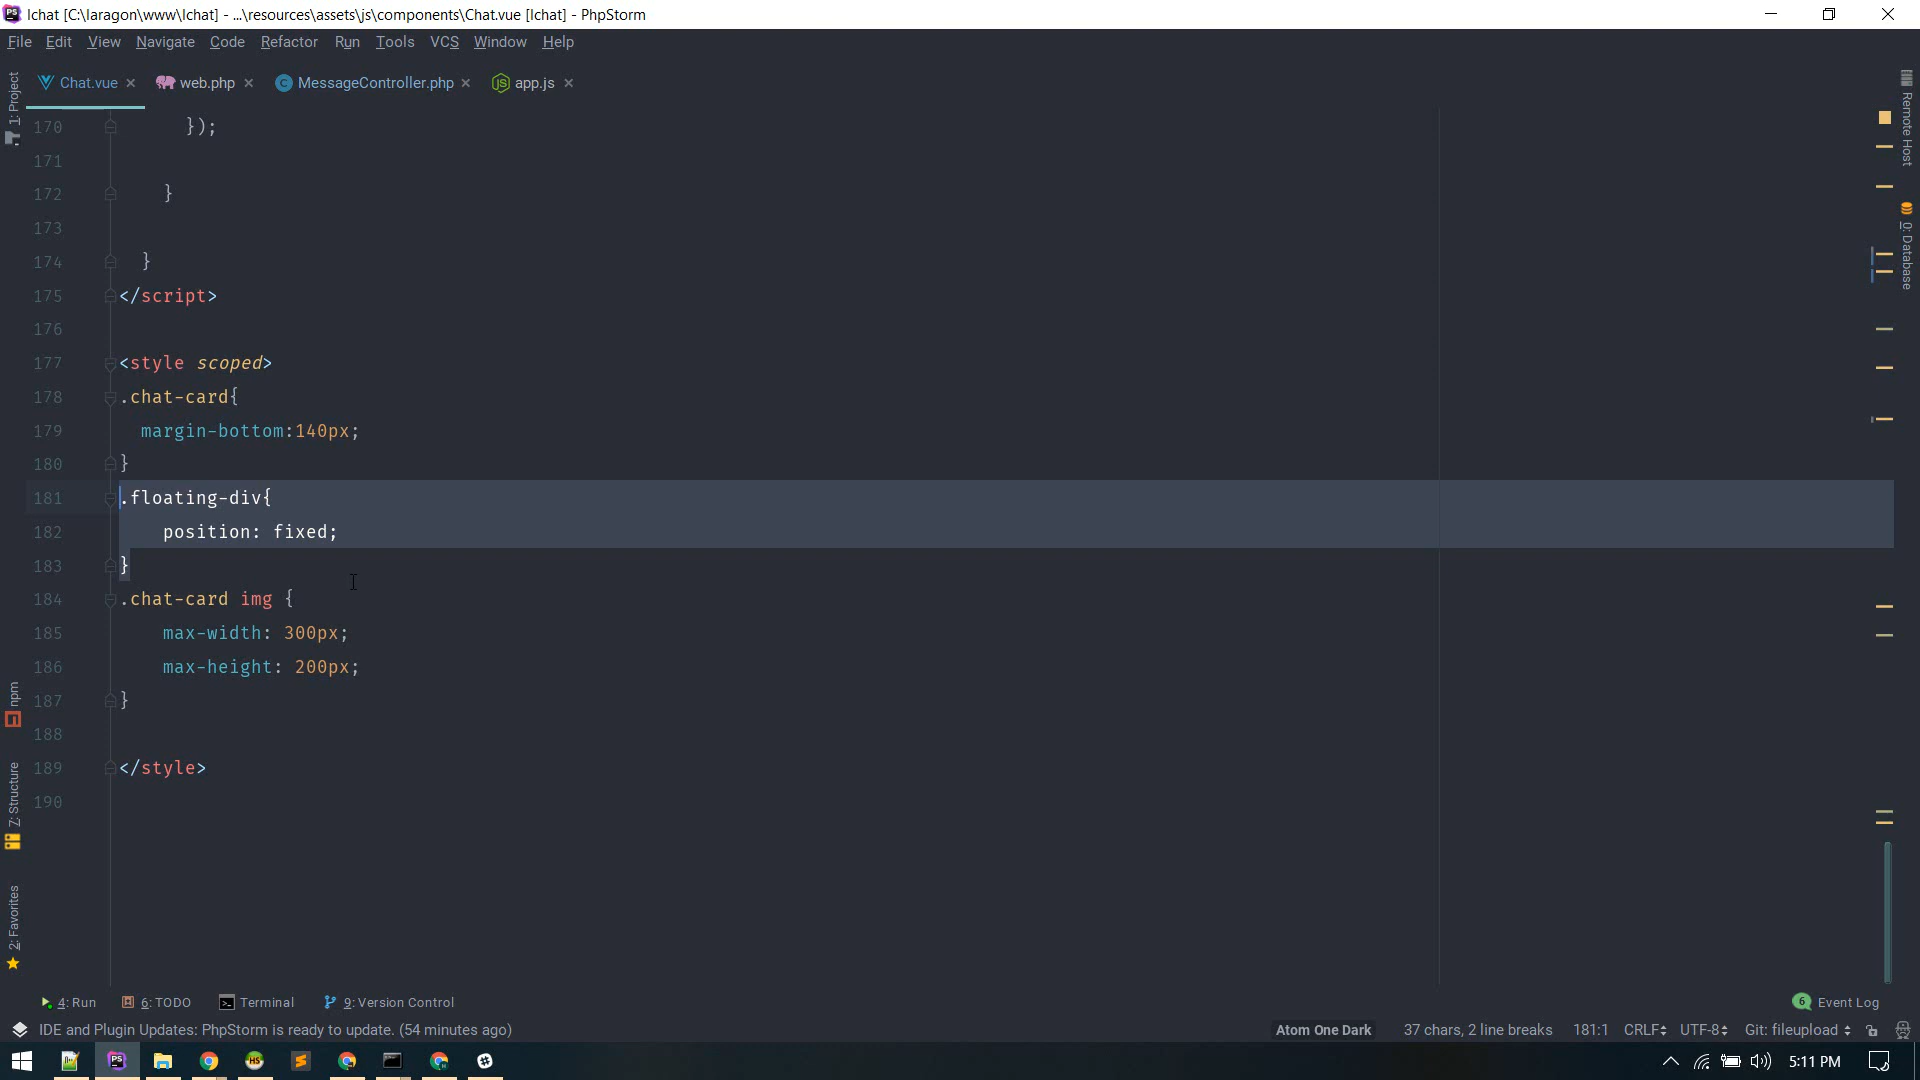 lchat [C:\laragon\www\lchat] - ...\resources\assets\js\components\Chat.vue [lchat] - PhpStorm
File Edit View Navigate Code Refactor Run Tools VCS Window Help
Chat.vue web.php MessageController.php app.js
1: Project
Remote Host
0: Database
npm
7: Structure
2: Favorites
170 });
171
172 }
173
174 }
175 </script>
176
177 <style scoped>
178 .chat-card{
179 margin-bottom:140px;
180 }
181 .floating-div{
182 position: fixed;
183 }
184 .chat-card img {
185 max-width: 300px;
186 max-height: 200px;
187 }
188
189 </style>
190
4: Run 6: TODO Terminal 9: Version Control 6 Event Log
IDE and Plugin Updates: PhpStorm is ready to update. (54 minutes ago) Atom One Dark 37 chars, 2 line breaks 181:1 CRLF UTF-8 Git: fileupload
5:11 PM